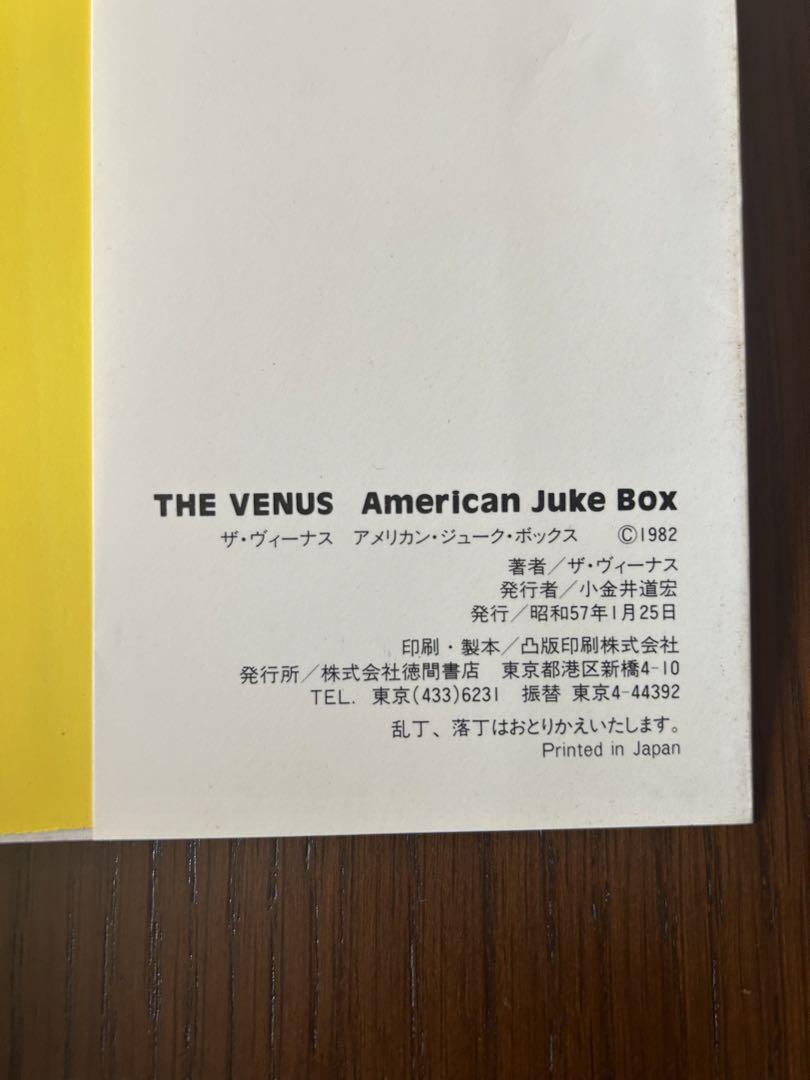 THE VENUS American Juke Box
ザ・ヴィーナス アメリカン・ジューク・ボックス ©1982
著者／ザ・ヴィーナス
発行者／小金井道宏
発行／昭和57年1月25日
印刷・製本／凸版印刷株式会社
発行所／株式会社徳間書店 東京都港区新橋4-10
TEL. 東京(433)6231 振替 東京4-44392
乱丁、落丁はおとりかえいたします。
Printed in Japan